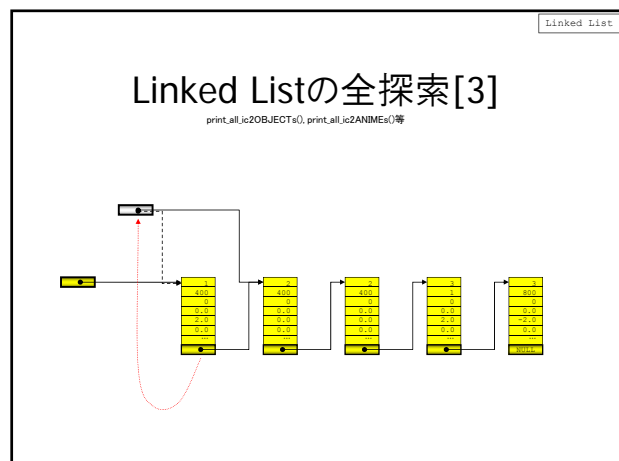 Linked List
Linked Listの全探索[3]
print_all_ic2OBJECTs(), print_all_ic2ANIMEs()等
1 2 2 3 3
400 400 400 1 800
0 0 0 0 0
0.0 0.0 0.0 0.0 0.0
2.0 0.0 0.0 2.0 -2.0
0.0 0.0 0.0 0.0 0.0
... ... ... ... ...
NULL